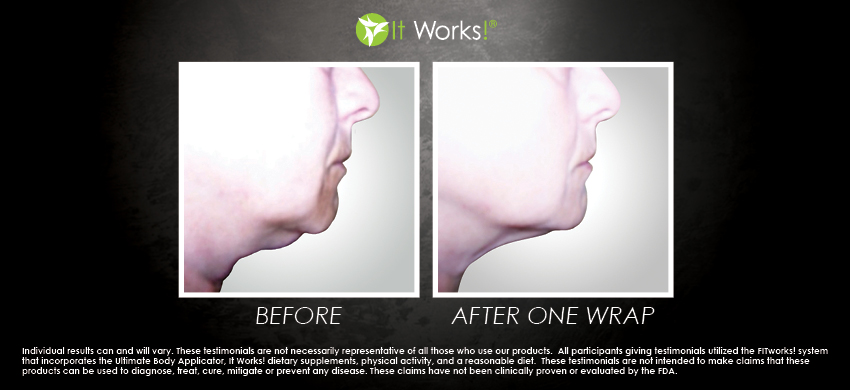 It Works!®
BEFORE
AFTER ONE WRAP
Individual results can and will vary. These testimonials are not necessarily representative of all those who use our products.  All participants giving testimonials utilized the FITworks! system
that incorporates the Ultimate Body Applicator, It Works! dietary supplements, physical activity, and a reasonable diet.  These testimonials are not intended to make claims that these
products can be used to diagnose, treat, cure, mitigate or prevent any disease. These claims have not been clinically proven or evaluated by the FDA.